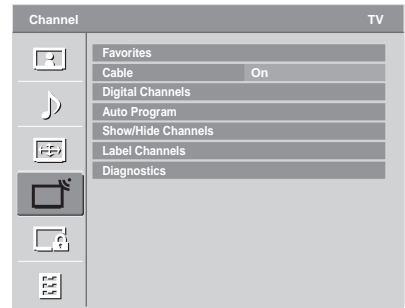 Channel TV
Favorites
Cable On
Digital Channels
Auto Program
Show/Hide Channels
Label Channels
Diagnostics